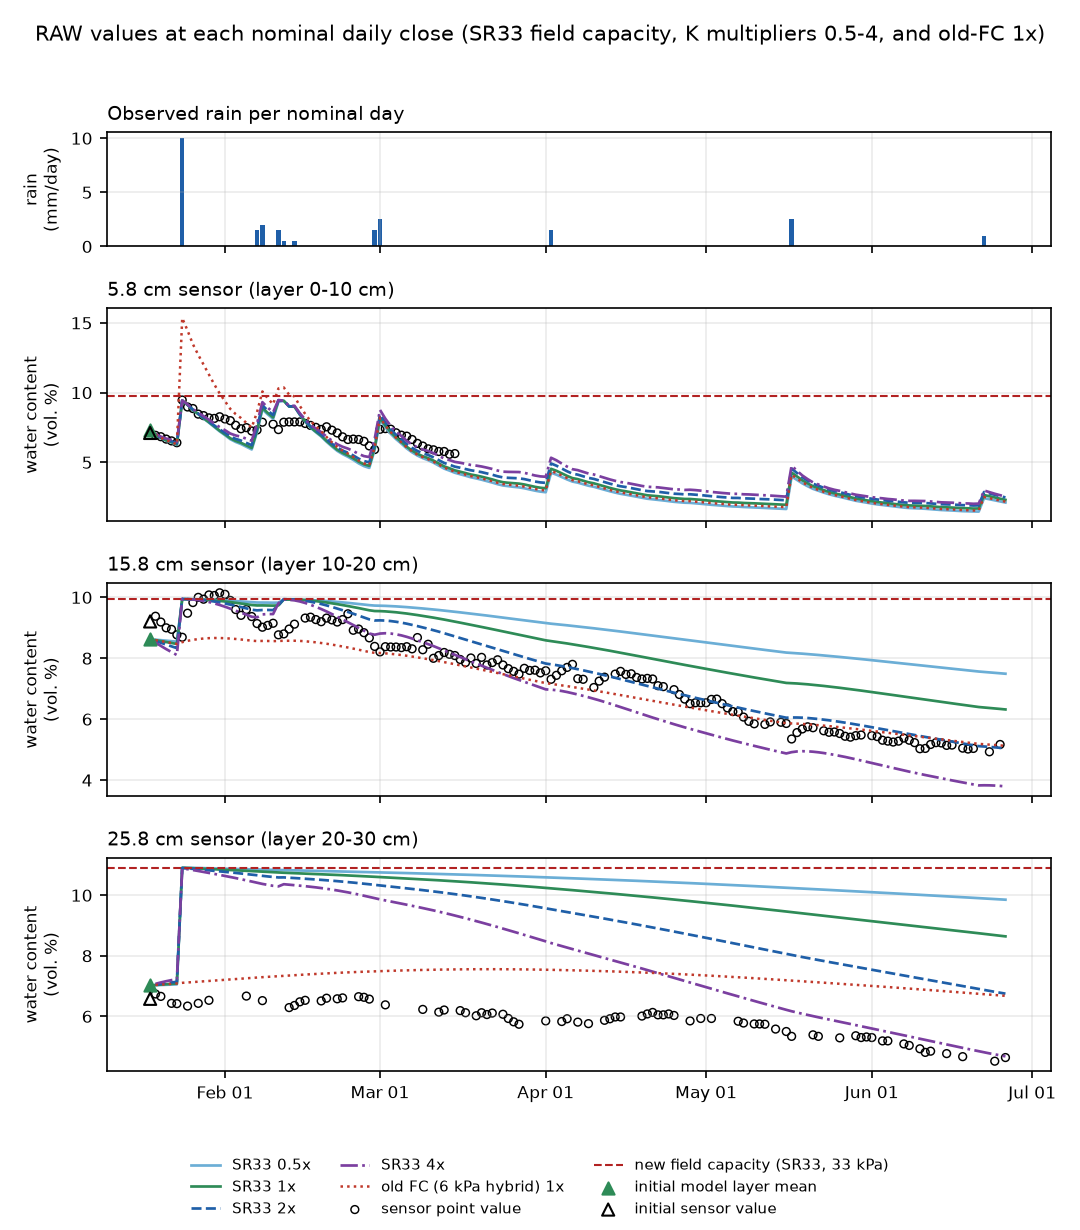 RAW values at each nominal daily close (SR33 field capacity, K multipliers 0.5-4, and old-FC 1x)
Observed rain per nominal day
rain
(mm/day)
10
5
0
5.8 cm sensor (layer 0-10 cm)
water content
(vol. %)
15
10
5
15.8 cm sensor (layer 10-20 cm)
water content
(vol. %)
10
8
6
4
25.8 cm sensor (layer 20-30 cm)
water content
(vol. %)
10
8
6
Feb 01
Mar 01
Apr 01
May 01
Jun 01
Jul 01
SR33 0.5x
SR33 1x
SR33 2x
SR33 4x
old FC (6 kPa hybrid) 1x
sensor point value
new field capacity (SR33, 33 kPa)
initial model layer mean
initial sensor value